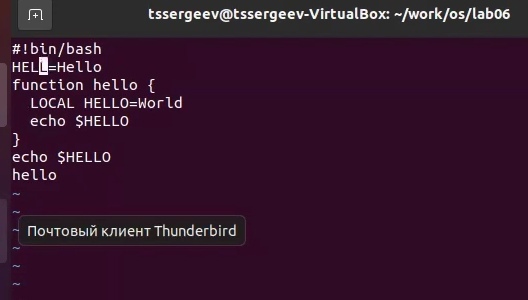 tssergeev@tssergeev-VirtualBox: ~/work/os/lab06
#!bin/bash
HELL=Hello
function hello {
  LOCAL HELLO=World
  echo $HELLO
}
echo $HELLO
hello
~
~
Почтовый клиент Thunderbird
~
~
~